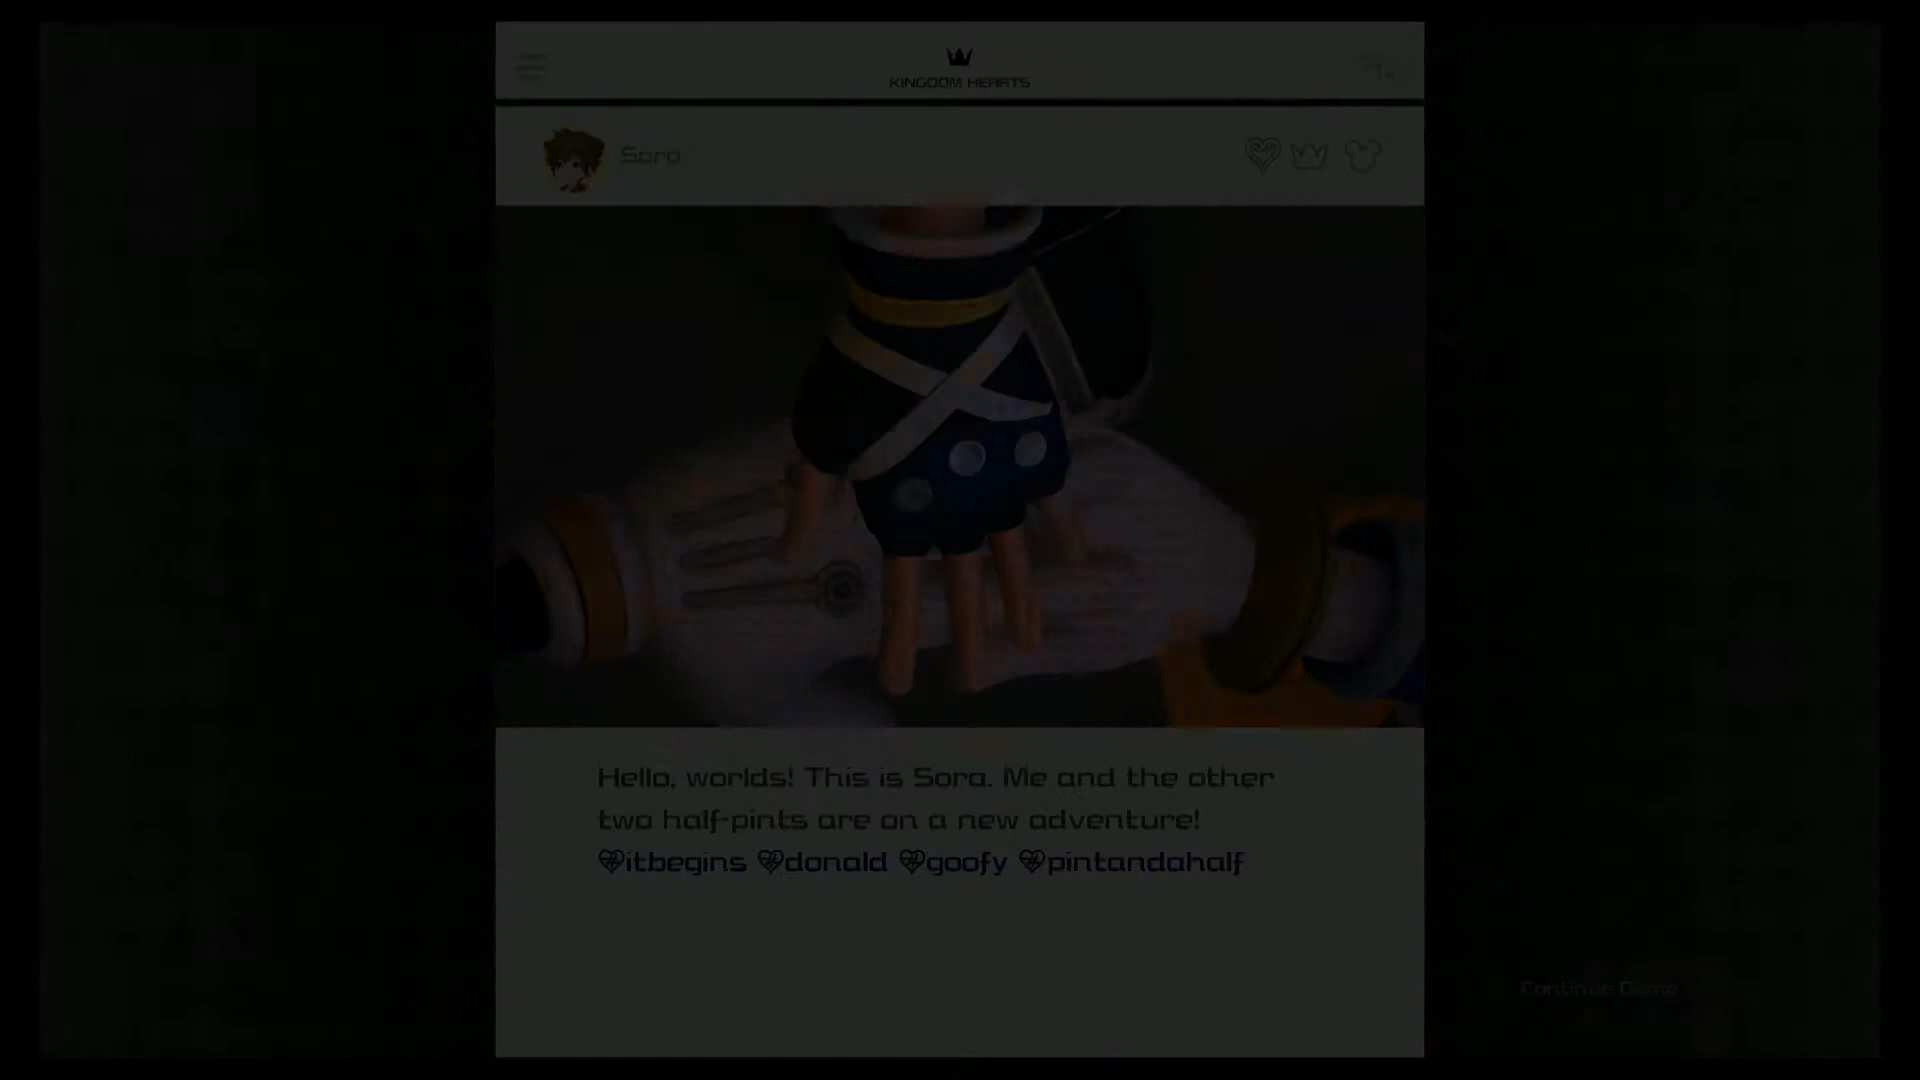 KINGDOM HEARTS
Sora
Hello, worlds! This is Sora. Me and the other
two half-pints are on a new adventure!
itbegins donald goofy pintandahalf
Continue Game